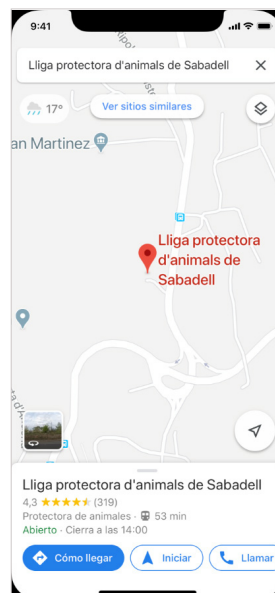 9:41
Lliga protectora d'animals de Sabadell
17°
Ver sitios similares
an Martinez
Lliga protectora
d'animals de
Sabadell
Lliga protectora d'animals de Sabadell
4,3 (319)
Protectora de animales · 53 min
Abierto · Cierra a las 14:00
Cómo llegar
Iniciar
Llamar